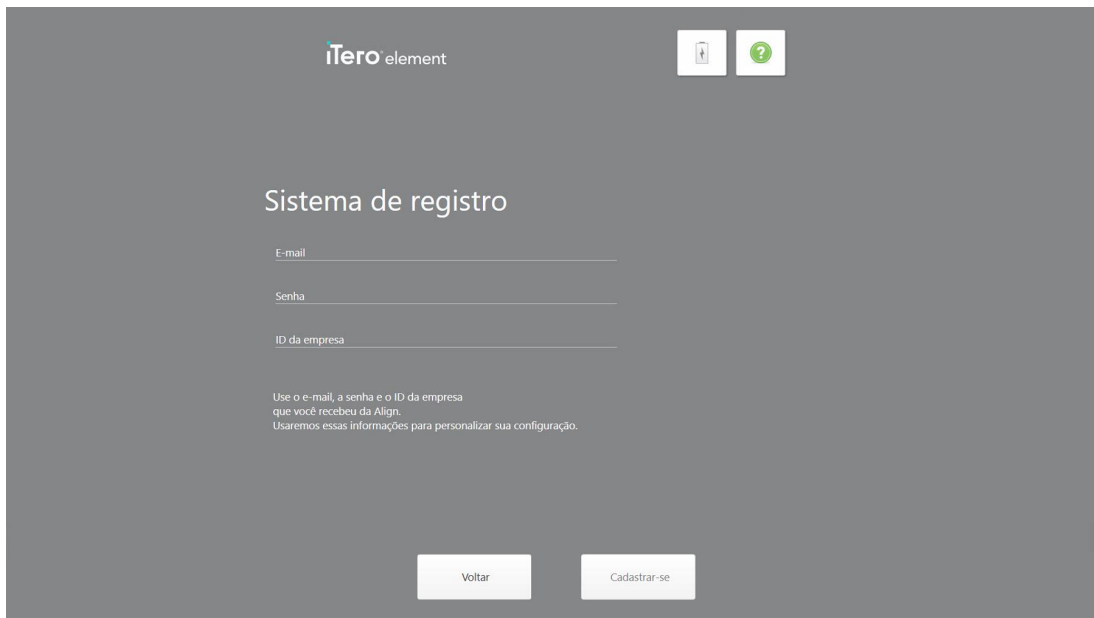 iTero element
?
Sistema de registro
E-mail
Senha
ID da empresa
Use o e-mail, a senha e o ID da empresa
que você recebeu da Align.
Usaremos essas informações para personalizar sua configuração.
Voltar
Cadastrar-se